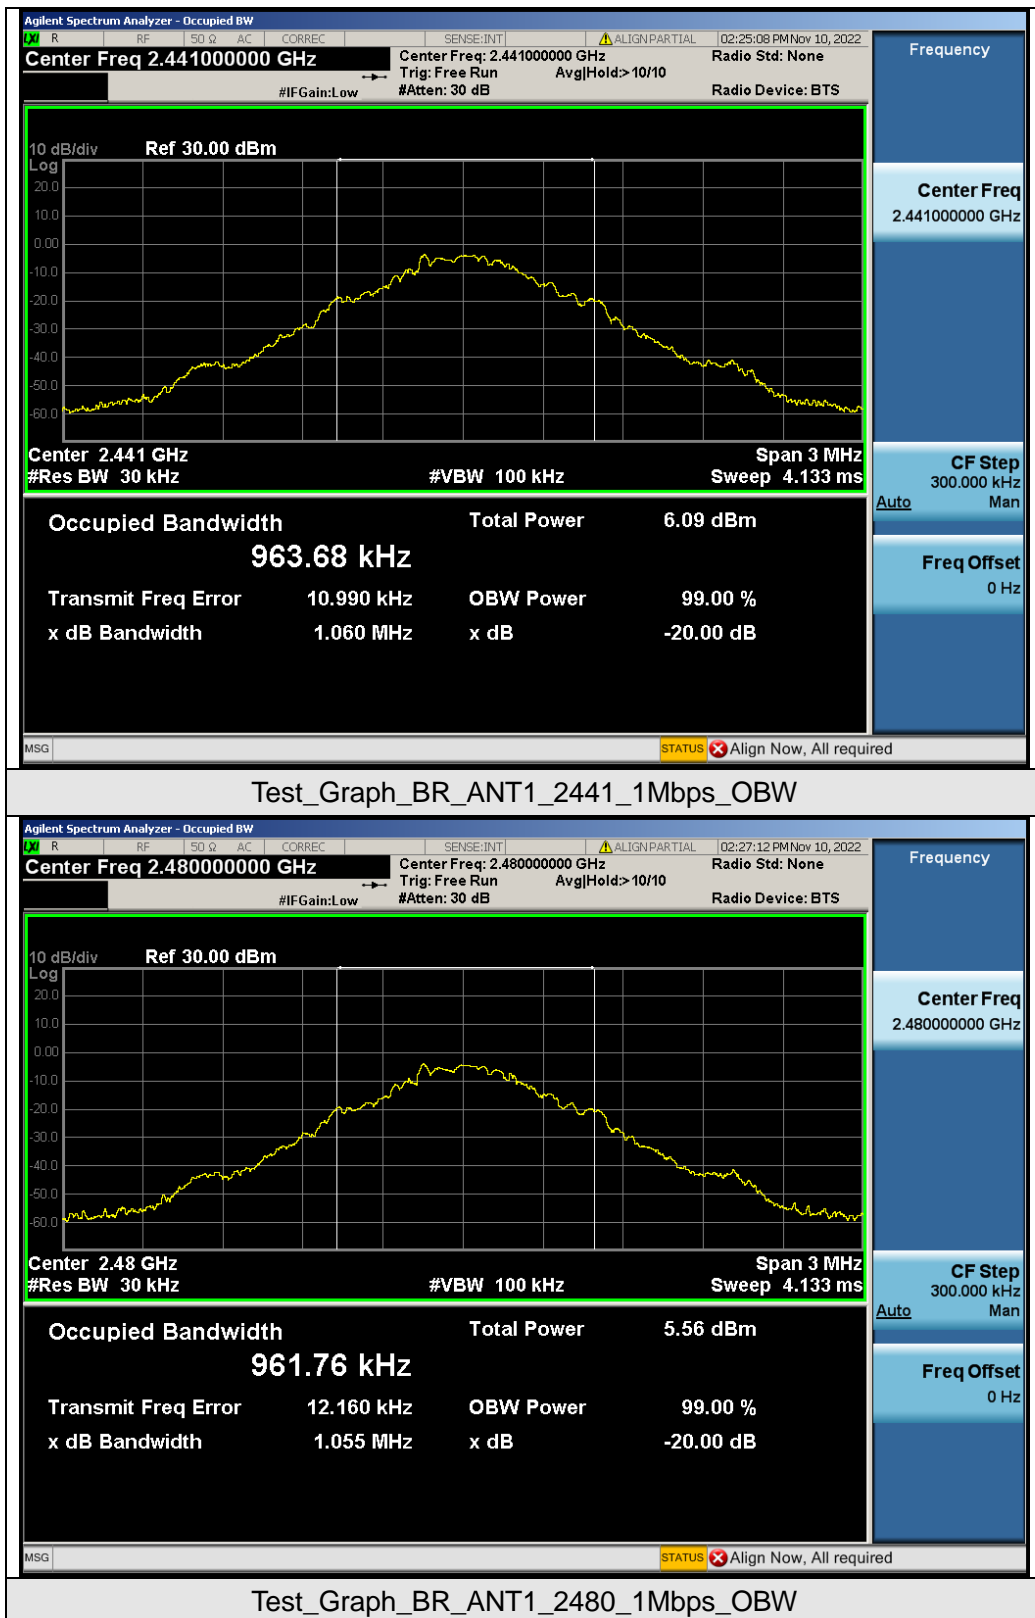 Agilent Spectrum Analyzer - Occupied BW
LXI R RF 50 Ω AC CORREC SENSE:INT ALIGN PARTIAL 02:25:08 PM Nov 10, 2022
Center Freq 2.441000000 GHz
Center Freq: 2.441000000 GHz
Radio Std: None
Trig: Free Run Avg|Hold:>10/10
#IFGain:Low
#Atten: 30 dB
Radio Device: BTS
Frequency
10 dB/div Ref 30.00 dBm
Log
20.0
10.0
0.00
-10.0
-20.0
-30.0
-40.0
-50.0
-60.0
Center Freq
2.441000000 GHz
Center 2.441 GHz
Span 3 MHz
#Res BW 30 kHz
#VBW 100 kHz
Sweep 4.133 ms
CF Step
300.000 kHz
Auto Man
Occupied Bandwidth
963.68 kHz
Total Power 6.09 dBm
Transmit Freq Error 10.990 kHz
OBW Power 99.00 %
x dB Bandwidth 1.060 MHz
x dB -20.00 dB
Freq Offset
0 Hz
MSG
STATUS Align Now, All required
Test_Graph_BR_ANT1_2441_1Mbps_OBW
Agilent Spectrum Analyzer - Occupied BW
LXI R RF 50 Ω AC CORREC SENSE:INT ALIGN PARTIAL 02:27:12 PM Nov 10, 2022
Center Freq 2.480000000 GHz
Center Freq: 2.480000000 GHz
Radio Std: None
Trig: Free Run Avg|Hold:>10/10
#IFGain:Low
#Atten: 30 dB
Radio Device: BTS
Frequency
10 dB/div Ref 30.00 dBm
Log
20.0
10.0
0.00
-10.0
-20.0
-30.0
-40.0
-50.0
-60.0
Center Freq
2.480000000 GHz
Center 2.48 GHz
Span 3 MHz
#Res BW 30 kHz
#VBW 100 kHz
Sweep 4.133 ms
CF Step
300.000 kHz
Auto Man
Occupied Bandwidth
961.76 kHz
Total Power 5.56 dBm
Transmit Freq Error 12.160 kHz
OBW Power 99.00 %
x dB Bandwidth 1.055 MHz
x dB -20.00 dB
Freq Offset
0 Hz
MSG
STATUS Align Now, All required
Test_Graph_BR_ANT1_2480_1Mbps_OBW